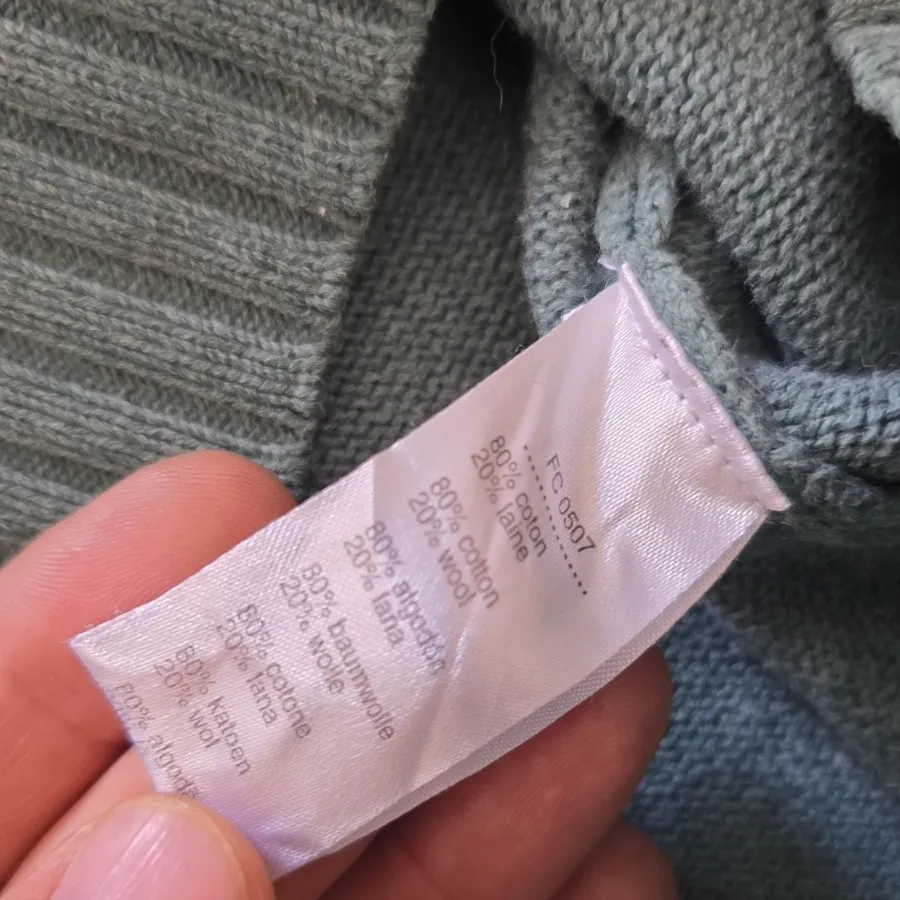 FC 0507
80% coton
20% laine
80% cotton
20% wool
80% algodón
20% lana
80% baumwolle
20% wolle
80% cotone
20% lana
80% katoen
20% wol
80%